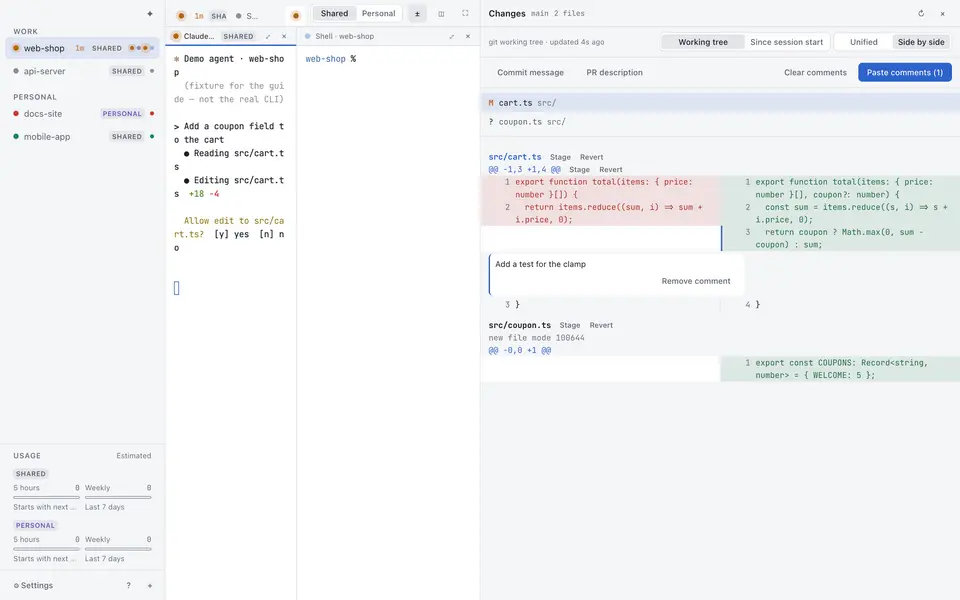 WORK
web-shop 1m SHARED
api-server SHARED
PERSONAL
docs-site PERSONAL
mobile-app SHARED
USAGE Estimated
SHARED
5 hours 0 Weekly 0
Starts with next ... Last 7 days
PERSONAL
5 hours 0 Weekly 0
Starts with next ... Last 7 days
Settings ? +
1m SHA S... Shared Personal
Claude... SHARED
✻ Demo agent · web-sho
p
(fixture for the gui
de — not the real CLI)
> Add a coupon field t
o the cart
● Reading src/cart.t
s
● Editing src/cart.t
s +18 -4
Allow edit to src/ca
rt.ts? [y] yes [n] n
o
Shell · web-shop
web-shop %
Changes main 2 files
git working tree · updated 4s ago
Working tree Since session start Unified Side by side
Commit message PR description Clear comments Paste comments (1)
M cart.ts src/
? coupon.ts src/
src/cart.ts Stage Revert
@@ -1,3 +1,4 @@ Stage Revert
1 export function total(items: { price:
number }[]) {
2 return items.reduce((sum, i) => sum +
i.price, 0);
1 export function total(items: { price:
number }[], coupon?: number) {
2 const sum = items.reduce((s, i) => s +
i.price, 0);
3 return coupon ? Math.max(0, sum -
coupon) : sum;
Add a test for the clamp
Remove comment
3 } 4 }
src/coupon.ts Stage Revert
new file mode 100644
@@ -0,0 +1 @@
1 export const COUPONS: Record<string,
number> = { WELCOME: 5 };